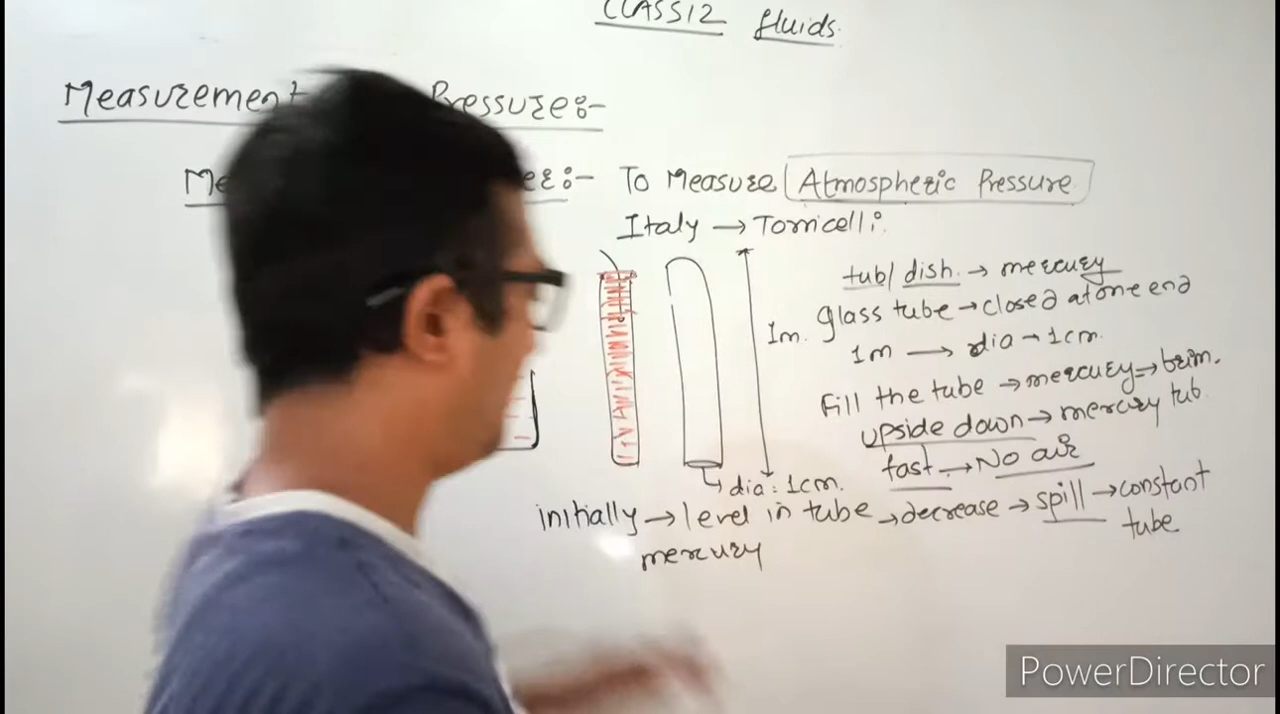 CLASS12 fluids.
Measurement Pressure:-
To Measure Atmospheric Pressure
Italy → Torricelli:
tub/ dish. → mercury
Glass tube → closed at one end
1m.
1m → dia → 1cm.
Fill the tube → mercury → brim.
upside down → mercury tub.
fast → No air
dia: 1cm.
initially → level in tube → decrease → spill → constant
mercury
tube
PowerDirector